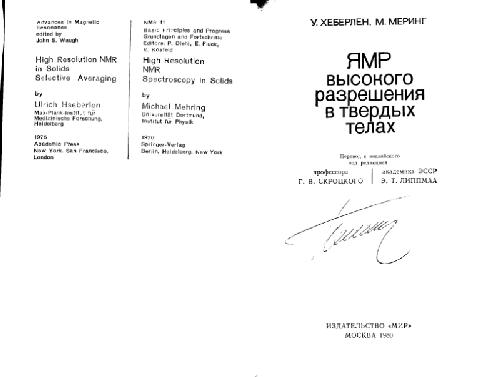 Advances in Magnetic
Resonance
edited by
John S. Waugh
High Resolution NMR
in Solids
Selective Averaging
by
Ulrich Haeberlen
Max-Planck-Institut für
Medizinische Forschung,
Heidelberg
1976
Academic Press
New York, San Francisco,
London
NMR 11
Basic Principles and Progress
Grundlagen und Fortschritte
Editors: P. Diehl, E. Fluck,
R. Kosfeld
High Resolution
NMR
Spectroscopy in Solids
by
Michael Mehring
Universität Dortmund,
Institut für Physik
1976
Springer-Verlag
Berlin, Heidelberg, New York
У. ХЕБЕРЛЕН, М. МЕРИНГ
ЯМР
высокого
разрешения
в твердых
телах
Перевод с английского
под редакцией
профессора
Г. В. СКРОЦКОГО
академика ЭССР
Э. Т. ЛИППМАА
ИЗДАТЕЛЬСТВО «МИР»
МОСКВА 1980